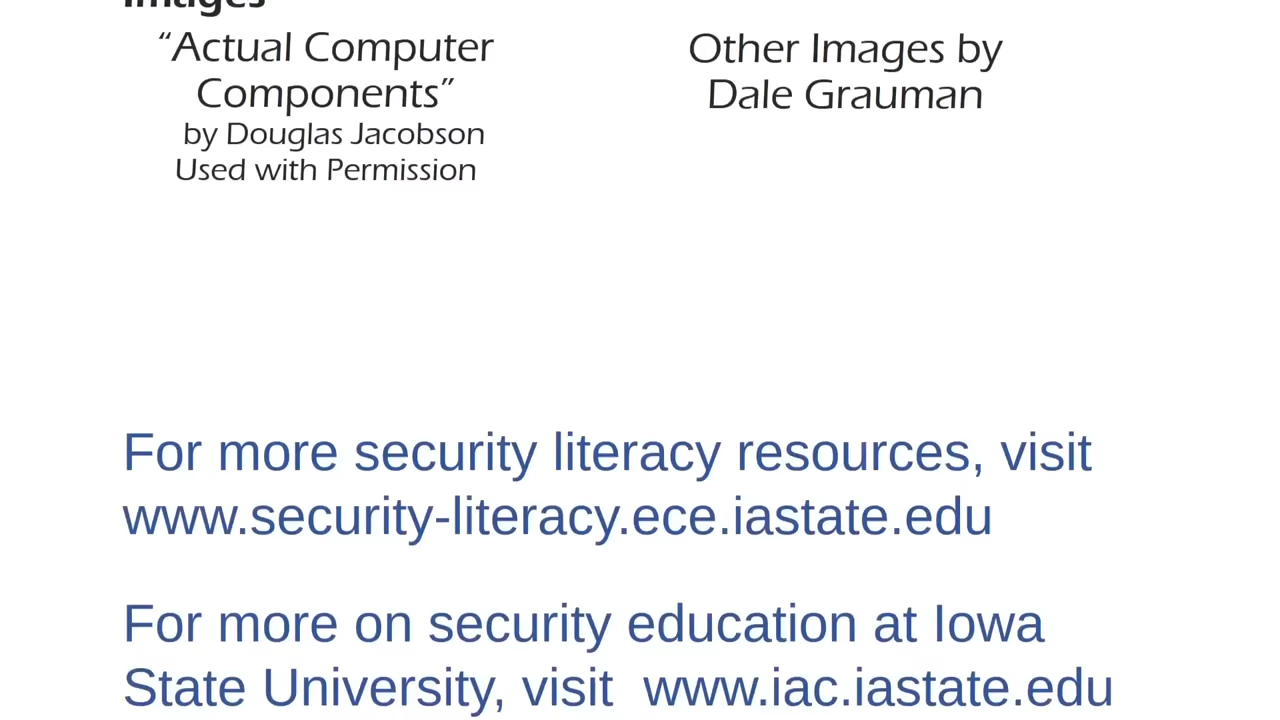 Images
“Actual Computer
Components”
by Douglas Jacobson
Used with Permission
Other Images by
Dale Grauman
For more security literacy resources, visit
www.security-literacy.ece.iastate.edu
For more on security education at Iowa
State University, visit www.iac.iastate.edu